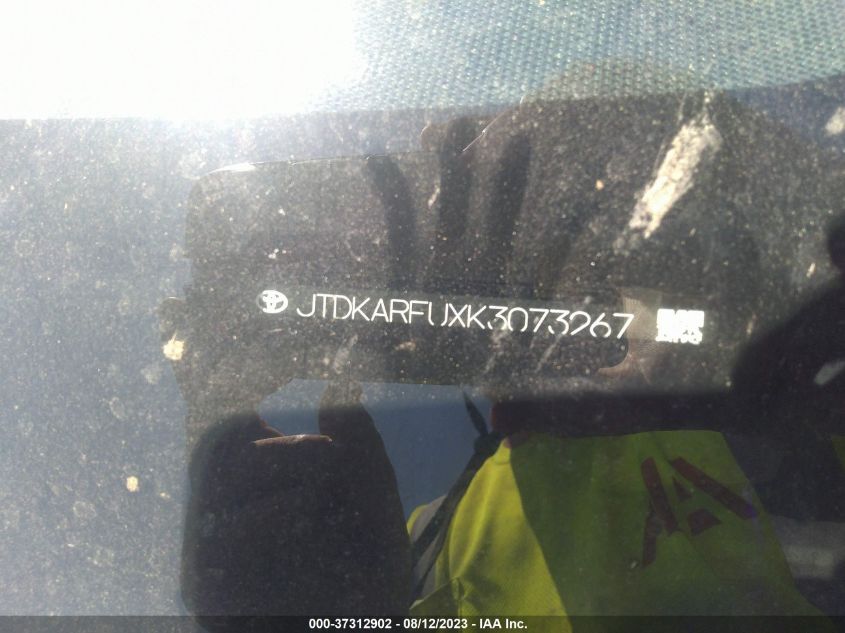 JTDKARFUXK3073267
000-37312902 - 08/12/2023 - IAA Inc.